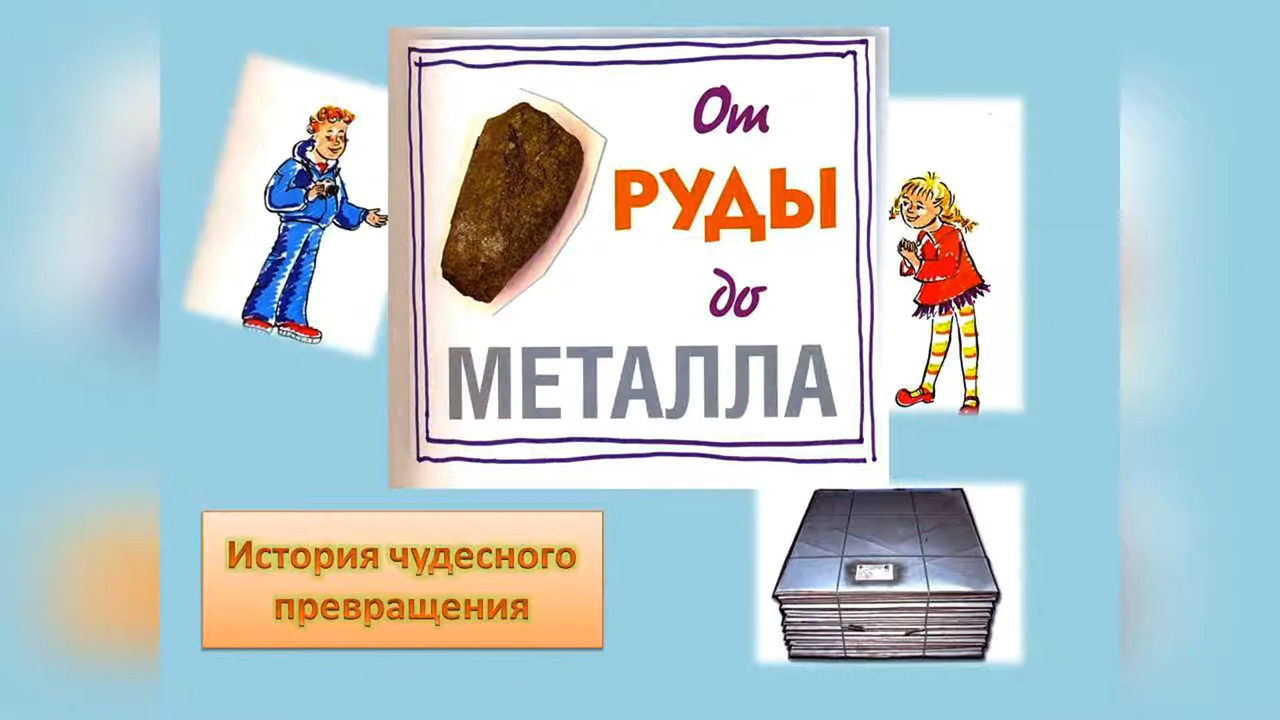 От
РУДЫ
до
МЕТАЛЛА
История чудесного
превращения